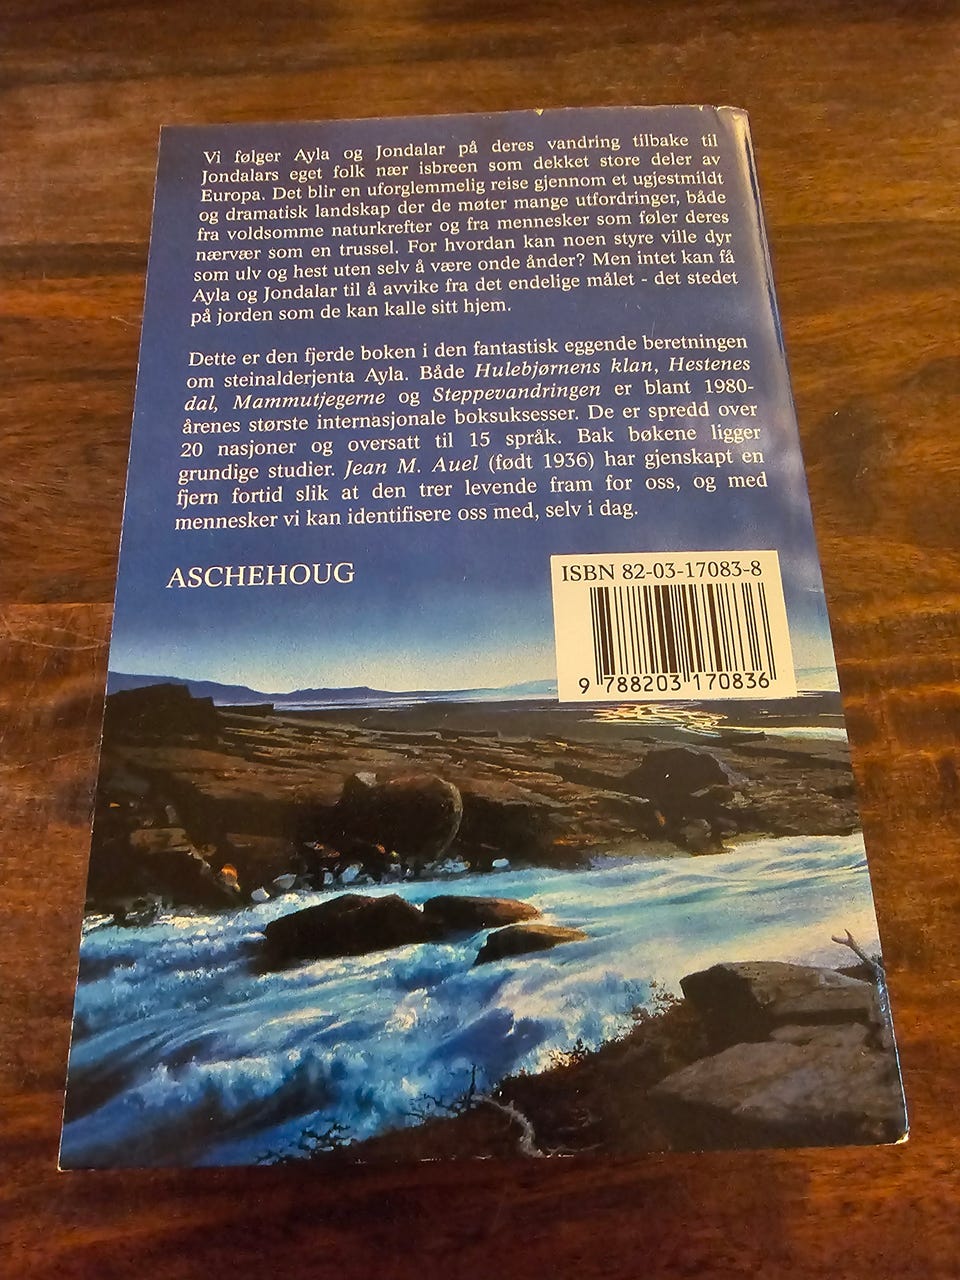 Vi følger Ayla og Jondalar på deres vandring tilbake til
Jondalars eget folk nær isbreen som dekket store deler av
Europa. Det blir en uforglemmelig reise gjennom et ugjestmildt
og dramatisk landskap der de møter mange utfordringer, både
fra voldsomme naturkrefter og fra mennesker som føler deres
nærvær som en trussel. For hvordan kan noen styre ville dyr
som ulv og hest uten selv å være onde ånder? Men intet kan få
Ayla og Jondalar til å avvike fra det endelige målet - det stedet
på jorden som de kan kalle sitt hjem.
Dette er den fjerde boken i den fantastisk eggende beretningen
om steinalderjenta Ayla. Både Hulebjørnens klan, Hestenes
dal, Mammutjegerne og Steppevandringen er blant 1980-
årenes største internasjonale boksuksesser. De er spredd over
20 nasjoner og oversatt til 15 språk. Bak bøkene ligger
grundige studier. Jean M. Auel (født 1936) har gjenskapt en
fjern fortid slik at den trer levende fram for oss, og med
mennesker vi kan identifisere oss med, selv i dag.
ASCHEHOUG
ISBN 82-03-17083-8
9 788203 170836